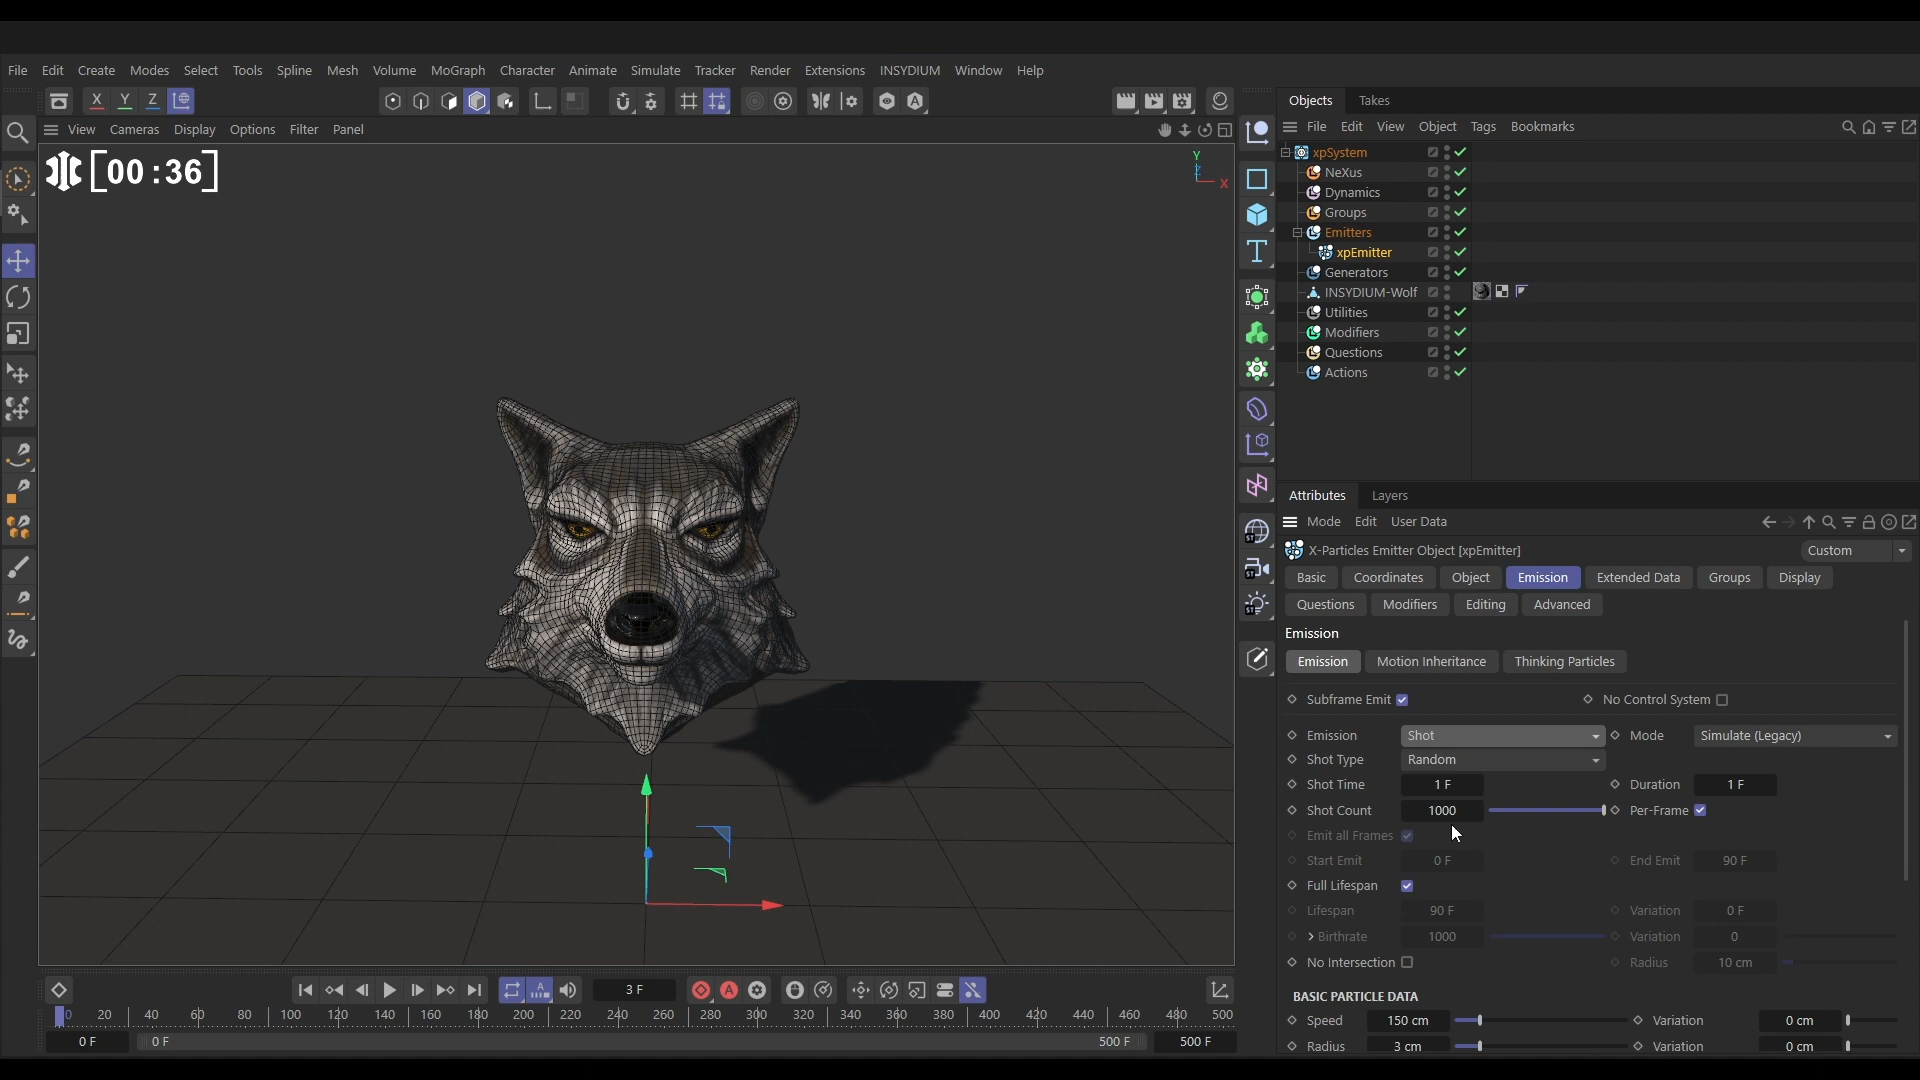 File Edit Create Modes Select Tools Spline Mesh Volume MoGraph Character Animate Simulate Tracker Render Extensions INSYDIUM Window Help
X Y Z
Objects Takes
View Cameras Display Options Filter Panel
File Edit View Object Tags Bookmarks
[00:36]
Y
Z
X
xpSystem
NeXus
Dynamics
Groups
Emitters
xpEmitter
Generators
INSYDIUM-Wolf
Utilities
Modifiers
Questions
Actions
Attributes Layers
Mode Edit User Data
X-Particles Emitter Object [xpEmitter] Custom
Basic Coordinates Object Emission Extended Data Groups Display
Questions Modifiers Editing Advanced
Emission
Emission Motion Inheritance Thinking Particles
Subframe Emit No Control System
Emission Shot Mode Simulate (Legacy)
Shot Type Random
Shot Time 1 F Duration 1 F
Shot Count 1000 Per-Frame
Emit all Frames
Start Emit 0 F End Emit 90 F
Full Lifespan
Lifespan 90 F Variation 0 F
Birthrate 1000 Variation 0
No Intersection Radius 10 cm
BASIC PARTICLE DATA
Speed 150 cm Variation 0 cm
Radius 3 cm Variation 0 cm
3 F
0 20 40 60 80 100 120 140 160 180 200 220 240 260 280 300 320 340 360 380 400 420 440 460 480 500
0 F 0 F 500 F 500 F